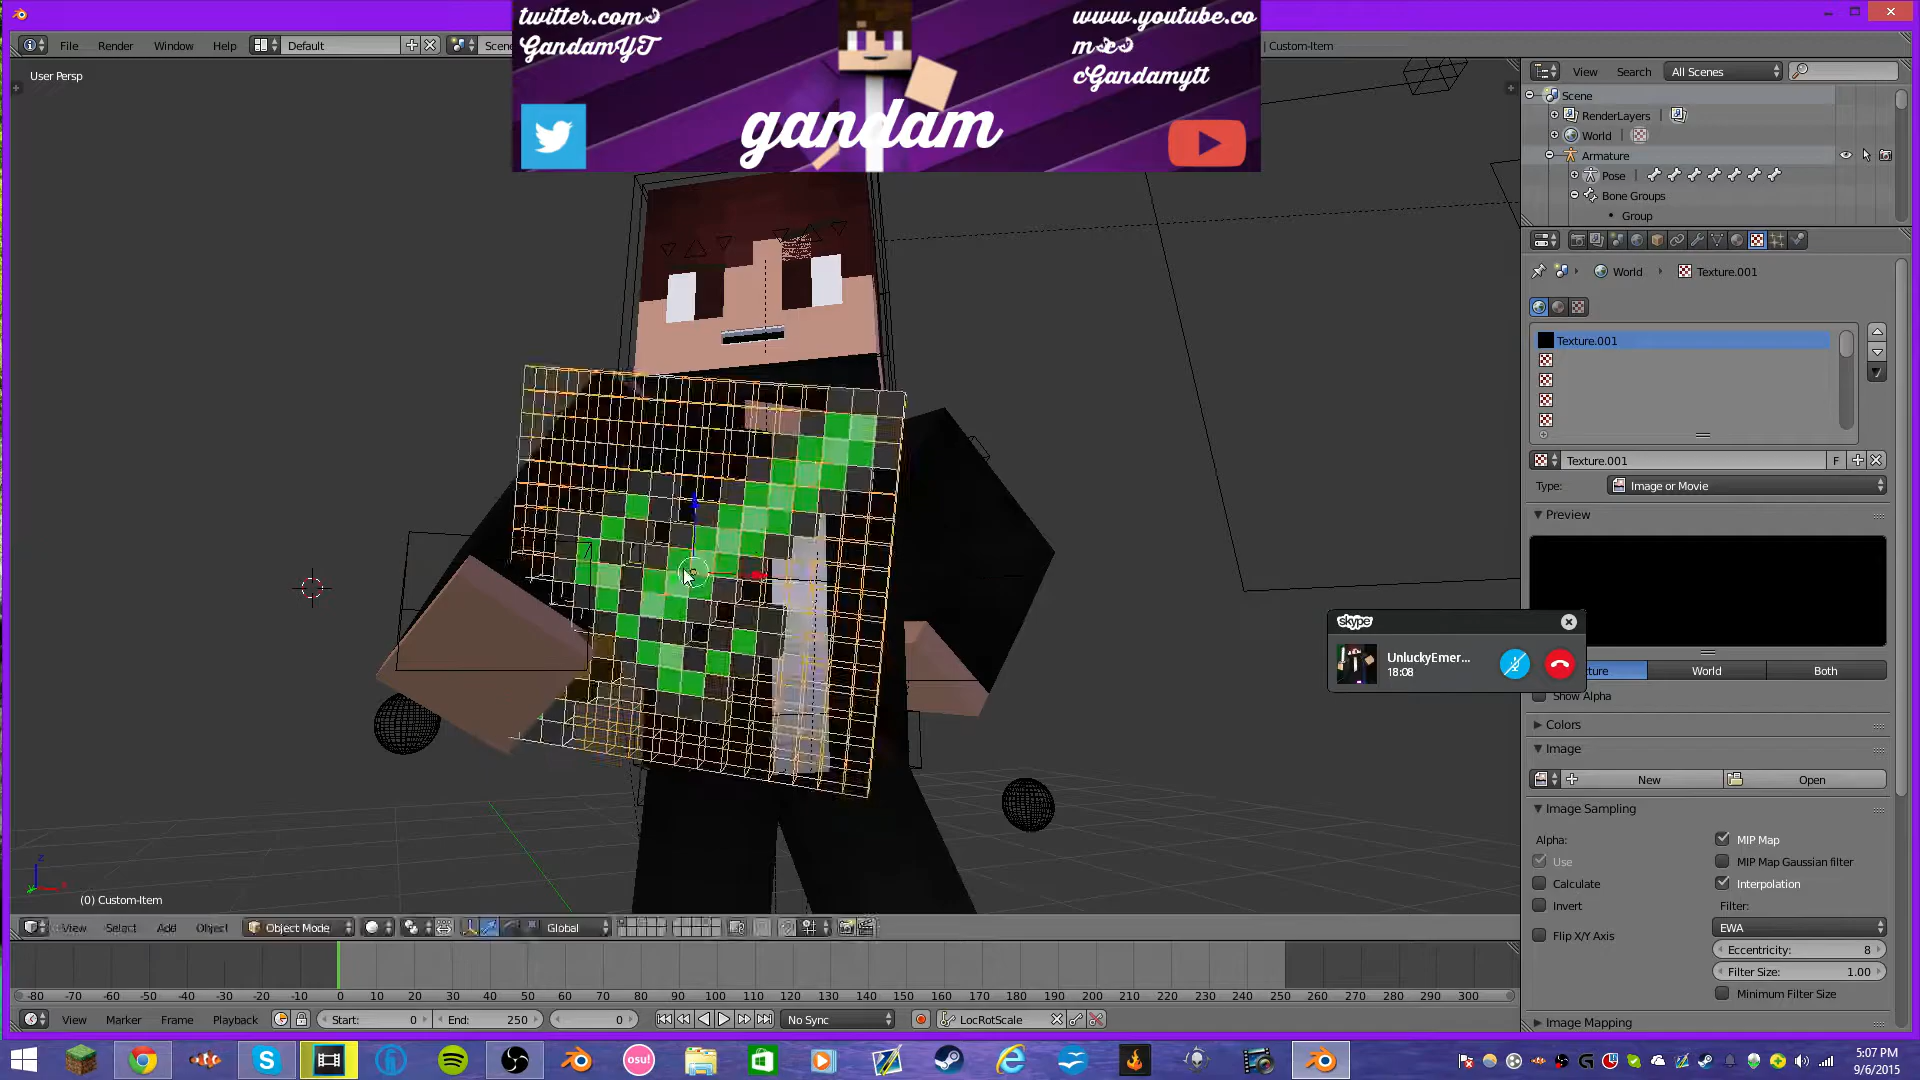 twitter.com
GandamYT
www.youtube.co
m c
cGandamytt
gandam
File Render Window Help Default Scene
| Custom-Item
User Persp
View Search All Scenes
Scene
RenderLayers |
World |
Armature
Pose |
Bone Groups
Group
World Texture.001
Texture.001
Texture.001 F
Type: Image or Movie
Preview
skype
UnluckyEmer...
18:08
World Both
Show Alpha
Colors
Image
New Open
Image Sampling
Alpha: MIP Map
Use MIP Map Gaussian filter
Calculate Interpolation
Invert Filter:
EWA
Flip X/Y Axis Eccentricity: 8
Filter Size: 1.00
Minimum Filter Size
Image Mapping
(0) Custom-Item
View Select Add Object Object Mode Global
-80 -70 -60 -50 -40 -30 -20 -10 0 10 20 30 40 50 60 70 80 90 100 110 120 130 140 150 160 170 180 190 200 210 220 230 240 250 260 270 280 290 300
View Marker Frame Playback Start: 0 End: 250 0 No Sync LocRotScale
osu!
5:07 PM
9/6/2015